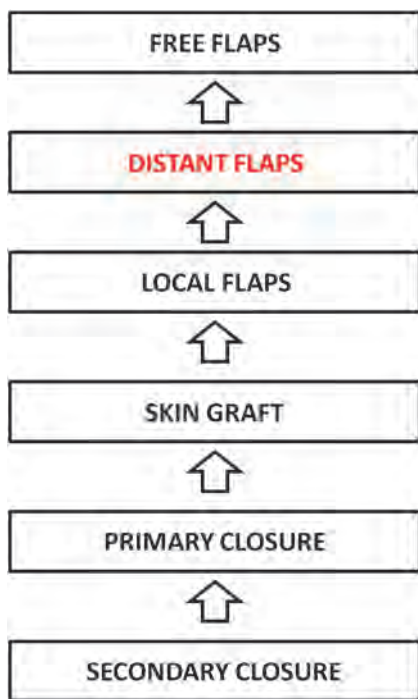 FREE FLAPS
DISTANT FLAPS
LOCAL FLAPS
SKIN GRAFT
PRIMARY CLOSURE
SECONDARY CLOSURE